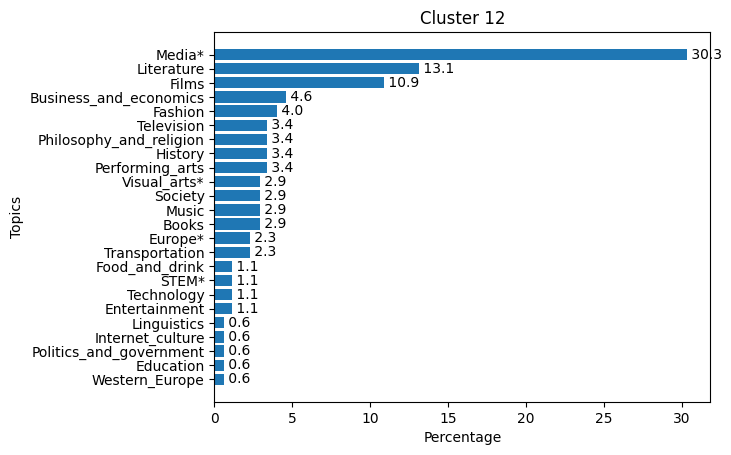 Cluster 12
Topics
Media* 30.3
Literature 13.1
Films 10.9
Business_and_economics 4.6
Fashion 4.0
Television 3.4
Philosophy_and_religion 3.4
History 3.4
Performing_arts 3.4
Visual_arts* 2.9
Society 2.9
Music 2.9
Books 2.9
Europe* 2.3
Transportation 2.3
Food_and_drink 1.1
STEM* 1.1
Technology 1.1
Entertainment 1.1
Linguistics 0.6
Internet_culture 0.6
Politics_and_government 0.6
Education 0.6
Western_Europe 0.6
0 5 10 15 20 25 30
Percentage